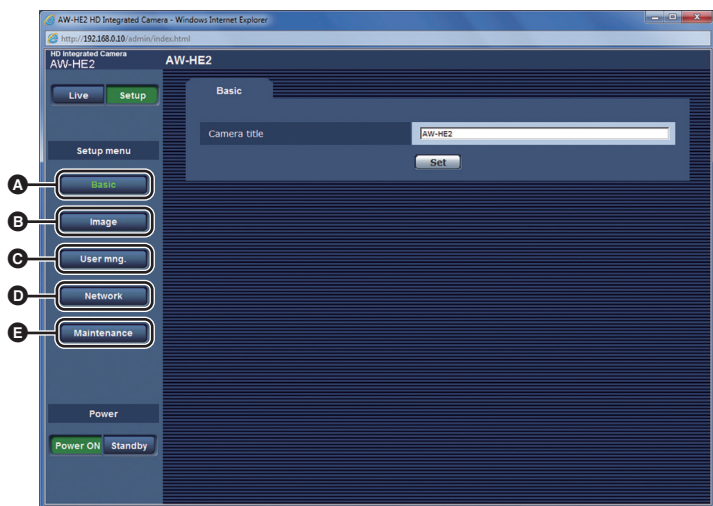 AW-HE2 HD Integrated Camera - Windows Internet Explorer
http://192.168.0.10/admin/index.html
HD Integrated Camera
AW-HE2
AW-HE2
Live
Setup
Basic
Camera title
AW-HE2
Set
Setup menu
A
Basic
B
Image
C
User mng.
D
Network
E
Maintenance
Power
Power ON
Standby